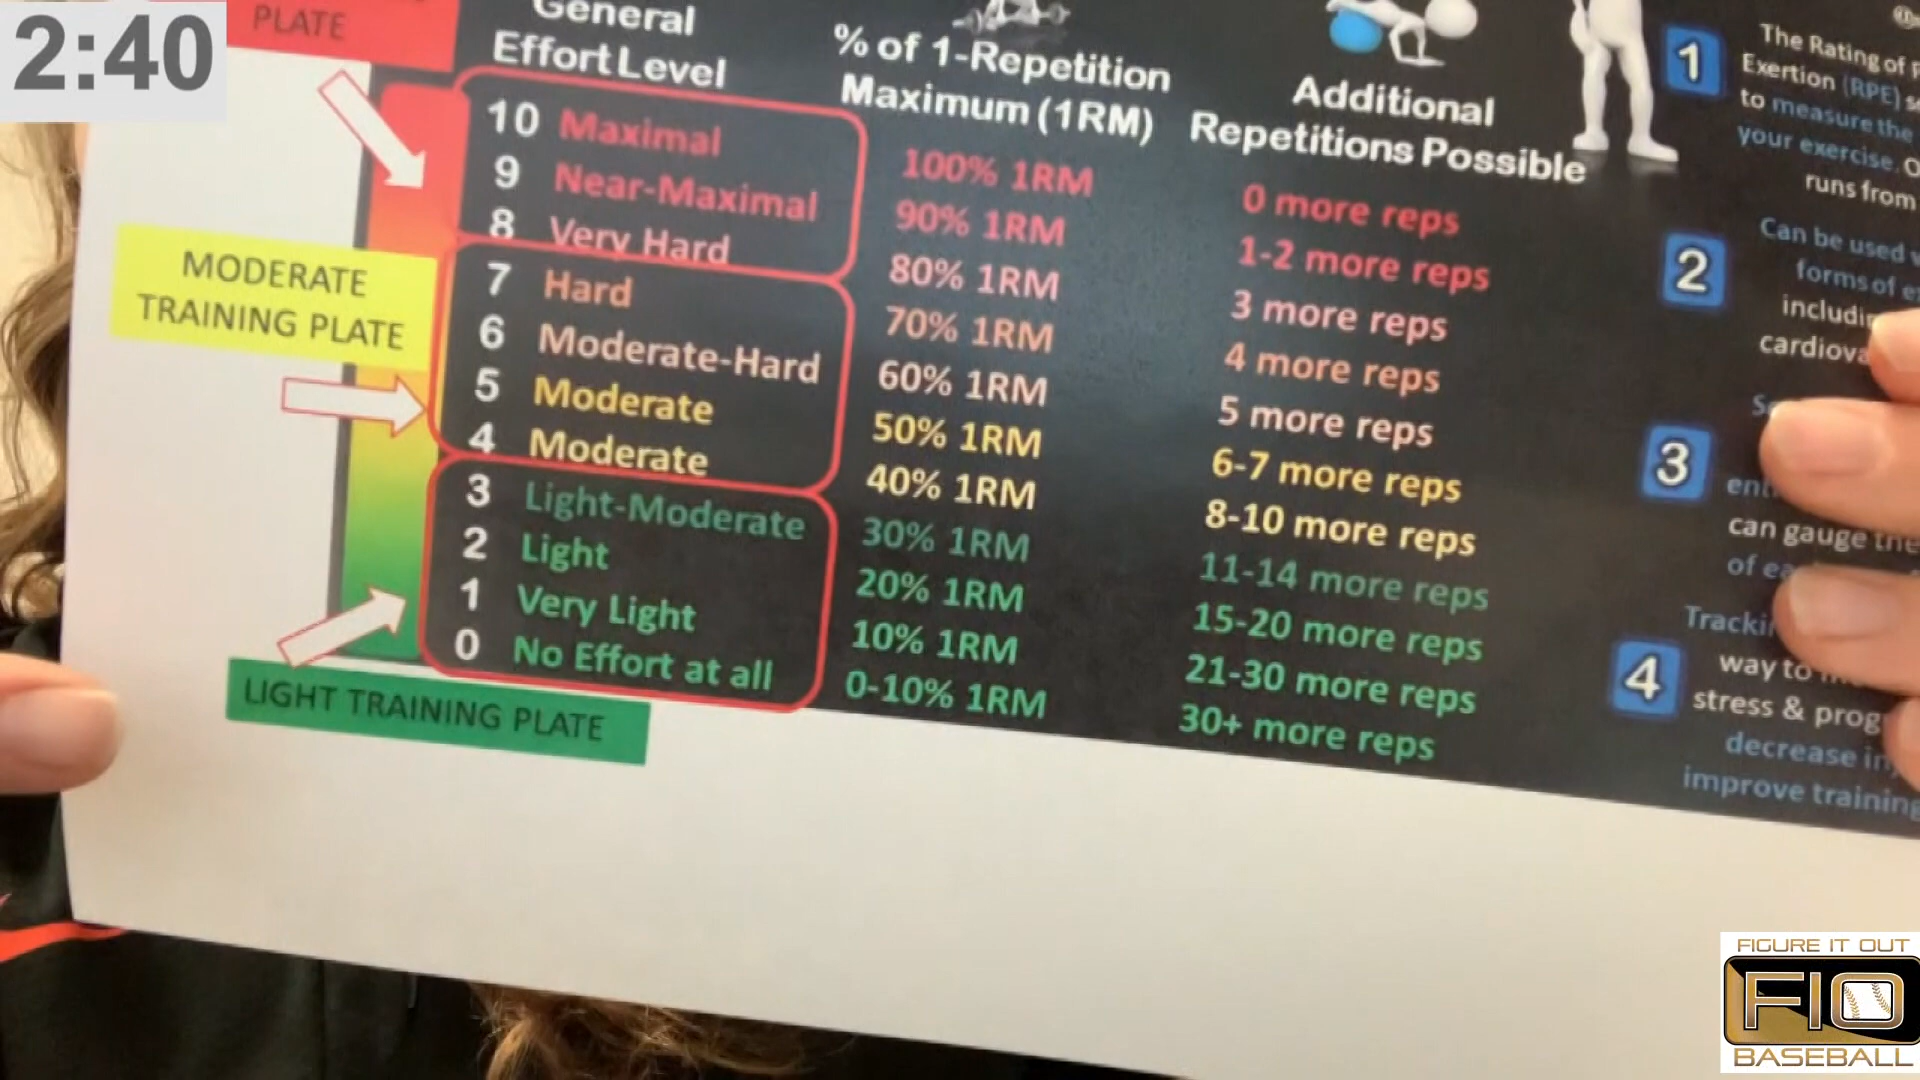 2:40
PLATE
General
Effort Level
% of 1-Repetition
Maximum (1RM)
Additional
Repetitions Possible
10 Maximal 100% 1RM 0 more reps
9 Near-Maximal 90% 1RM 1-2 more reps
8 Very Hard 80% 1RM 3 more reps
7 Hard 70% 1RM 4 more reps
6 Moderate-Hard 60% 1RM 5 more reps
5 Moderate 50% 1RM 6-7 more reps
4 Moderate 40% 1RM 8-10 more reps
3 Light-Moderate 30% 1RM 11-14 more reps
2 Light 20% 1RM 15-20 more reps
1 Very Light 10% 1RM 21-30 more reps
0 No Effort at all 0-10% 1RM 30+ more reps
MODERATE
TRAINING PLATE
LIGHT TRAINING PLATE
1
The Rating of
Exertion (RPE)
to measure the
your exercise.
runs from
2
Can be used
forms of
3
can gauge
of
4
way to
stress & prog
decrease
improve training
FIGURE IT OUT
FIO
BASEBALL